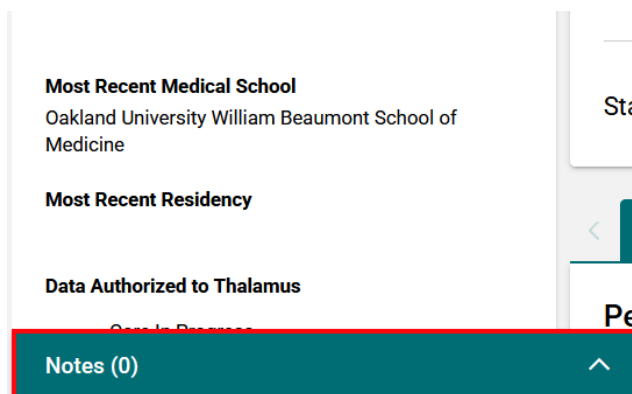 Most Recent Medical School
Oakland University William Beaumont School of
Medicine
Most Recent Residency
Data Authorized to Thalamus
Notes (0)